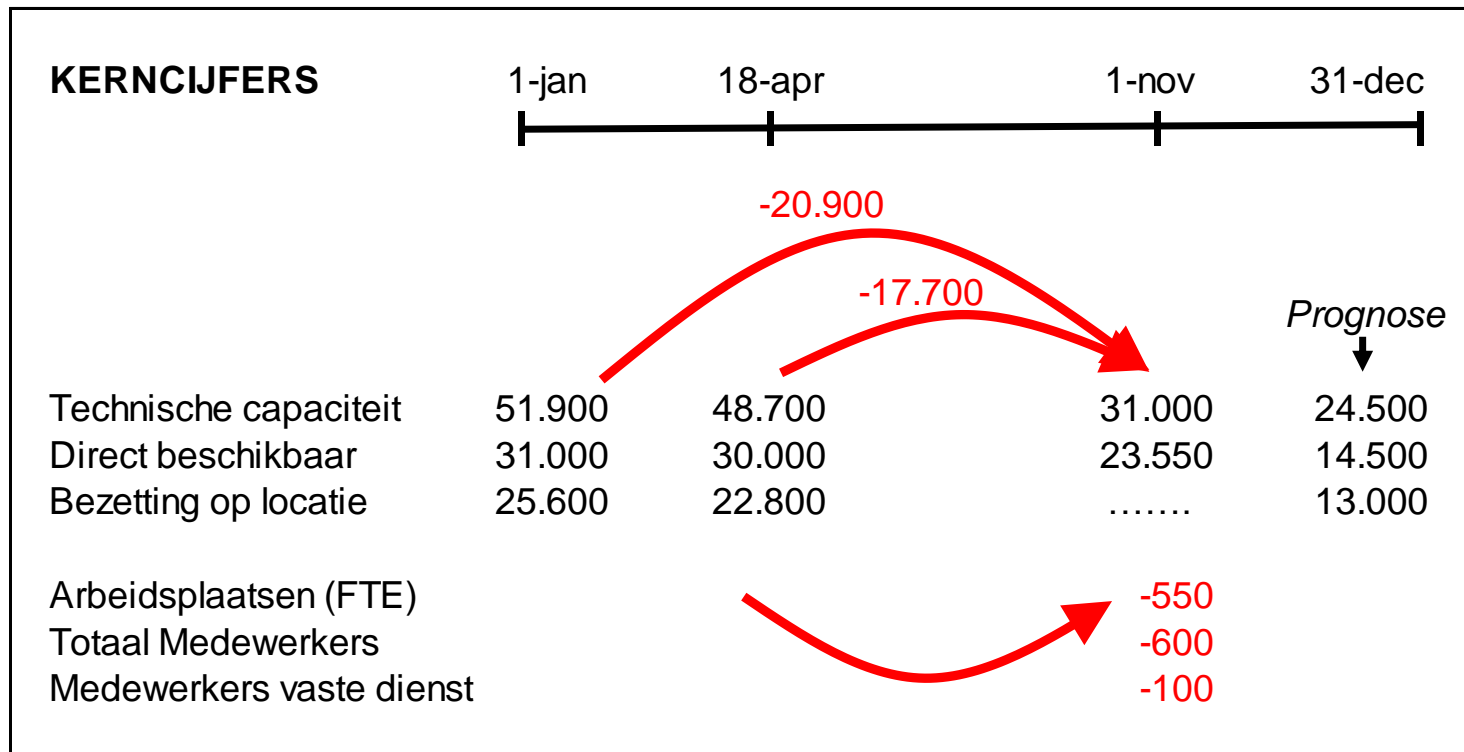 KERNCIJFERS 1-jan 18-apr 1-nov 31-dec
-20.900
-17.700
Prognose
Technische capaciteit 51.900 48.700 31.000 24.500
Direct beschikbaar 31.000 30.000 23.550 14.500
Bezetting op locatie 25.600 22.800 ....... 13.000
Arbeidsplaatsen (FTE) -550
Totaal Medewerkers -600
Medewerkers vaste dienst -100